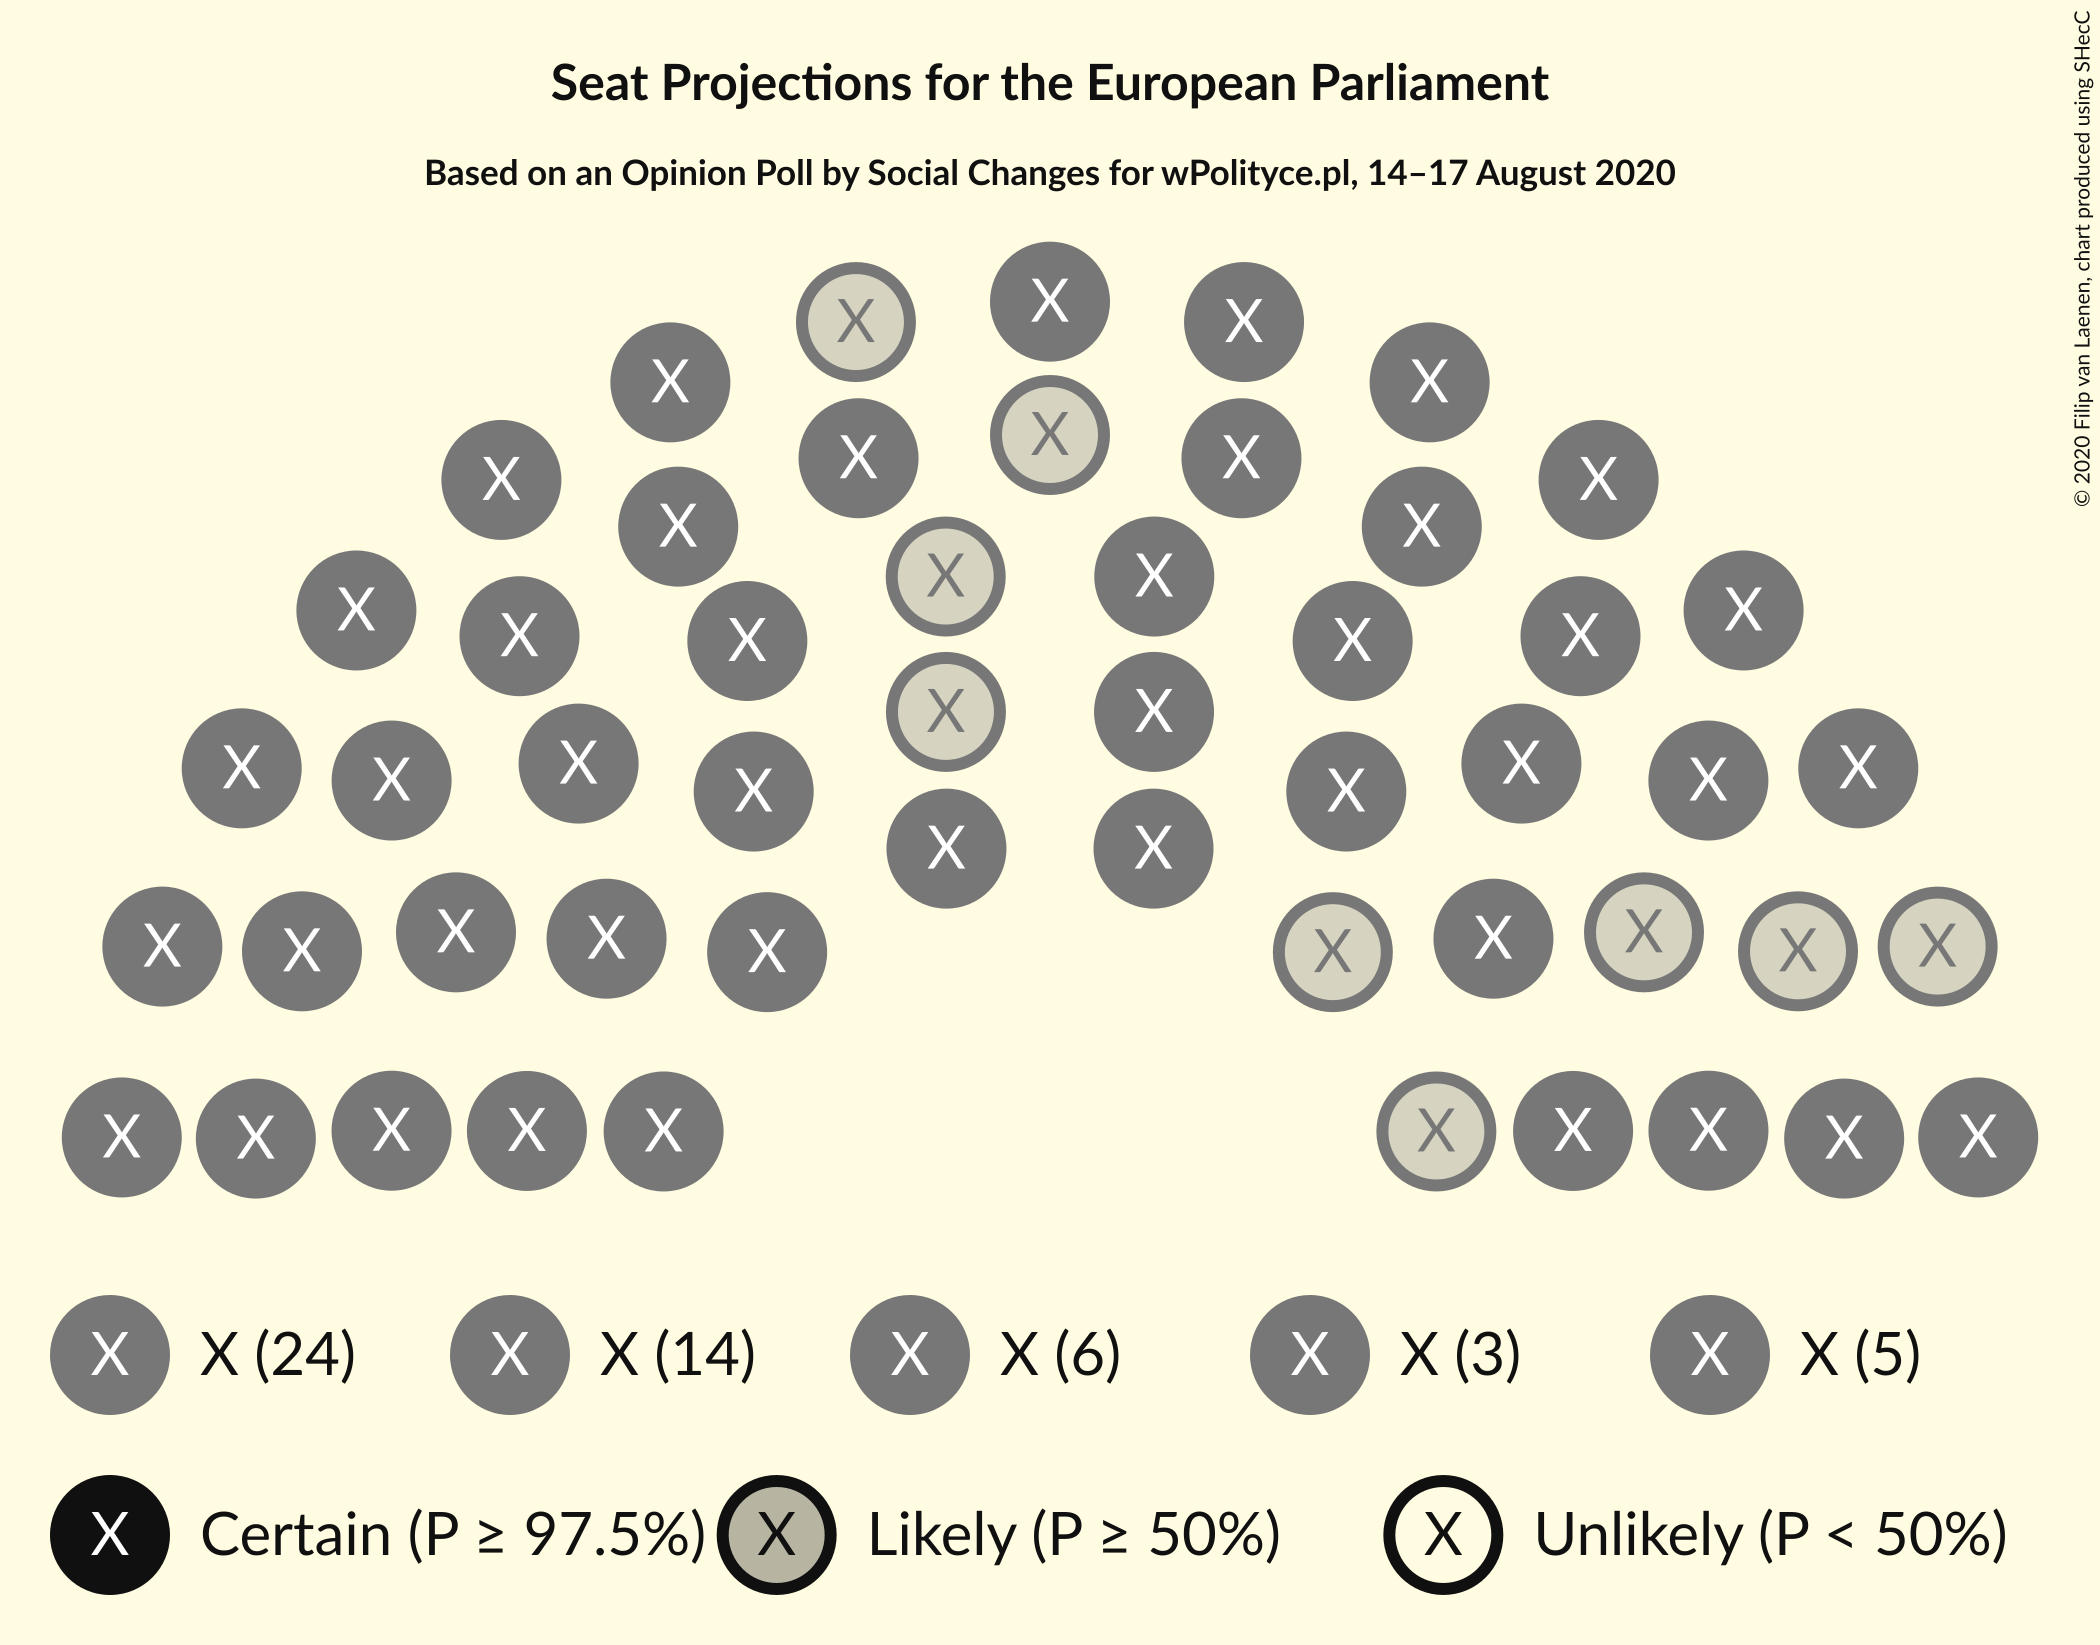 Seat Projections for the European Parliament
Based on an Opinion Poll by Social Changes for wPolityce.pl, 14–17 August 2020
© 2020 Filip van Laenen, chart produced using SHecC
X X X
X X
X X X
X X
X X
X X
X X X X X X
X X
X X X X X X X X
X X
X X X X X X X X X X
X X X X X X X X X X
X X (24) X X (14) X X (6) X X (3) X X (5)
X Certain (P ≥ 97.5%) X Likely (P ≥ 50%) X Unlikely (P < 50%)